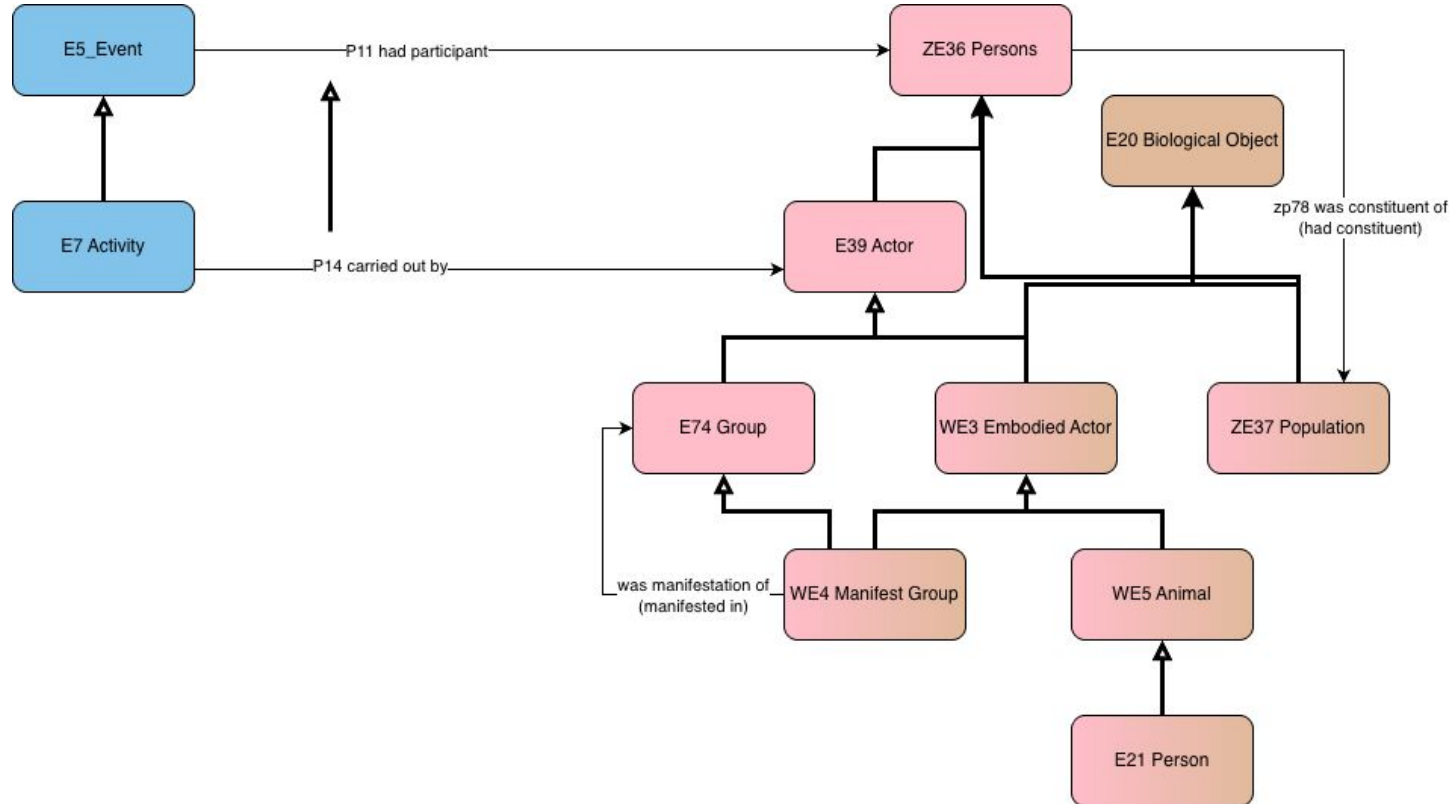 E5_Event
P11 had participant
ZE36 Persons
E20 Biological Object
zp78 was constituent of
(had constituent)
E7 Activity
P14 carried out by
E39 Actor
E74 Group
WE3 Embodied Actor
ZE37 Population
was manifestation of
(manifested in)
WE4 Manifest Group
WE5 Animal
E21 Person